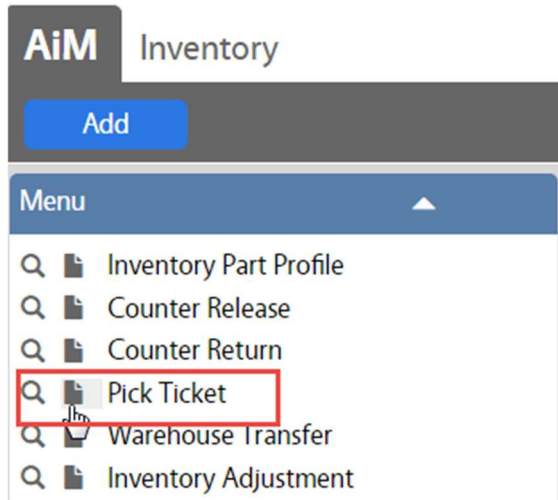 AiM Inventory
Add
Menu
Inventory Part Profile
Counter Release
Counter Return
Pick Ticket
Warehouse Transfer
Inventory Adjustment